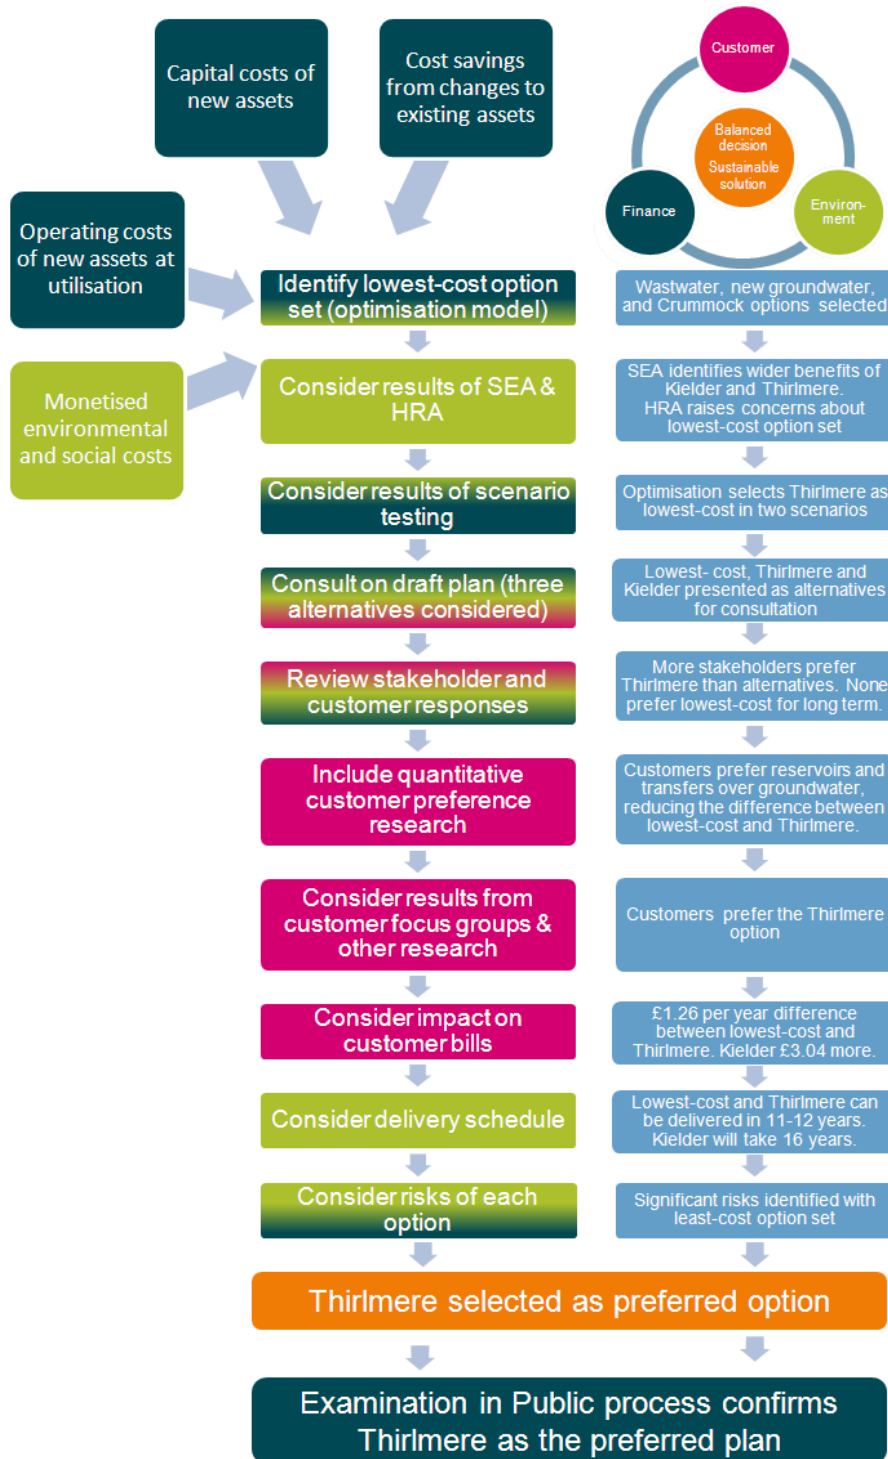 Capital costs of
new assets
Cost savings
from changes to
existing assets
Customer
Balanced
decision
Sustainable
solution
Finance
Environ-
ment
Operating costs
of new assets at
utilisation
Monetised
environmental
and social costs
Identify lowest-cost option
set (optimisation model)
Wastwater, new groundwater,
and Crummock options selected
Consider results of SEA &
HRA
SEA identifies wider benefits of
Kielder and Thirlmere.
HRA raises concerns about
lowest-cost option set
Consider results of scenario
testing
Optimisation selects Thirlmere as
lowest-cost in two scenarios
Consult on draft plan (three
alternatives considered)
Lowest- cost, Thirlmere and
Kielder presented as alternatives
for consultation
Review stakeholder and
customer responses
More stakeholders prefer
Thirlmere than alternatives. None
prefer lowest-cost for long term.
Include quantitative
customer preference
research
Customers prefer reservoirs and
transfers over groundwater,
reducing the difference between
lowest-cost and Thirlmere.
Consider results from
customer focus groups &
other research
Customers prefer the Thirlmere
option
Consider impact on
customer bills
£1.26 per year difference
between lowest-cost and
Thirlmere. Kielder £3.04 more.
Consider delivery schedule
Lowest-cost and Thirlmere can
be delivered in 11-12 years.
Kielder will take 16 years.
Consider risks of each
option
Significant risks identified with
least-cost option set
Thirlmere selected as preferred option
Examination in Public process confirms
Thirlmere as the preferred plan